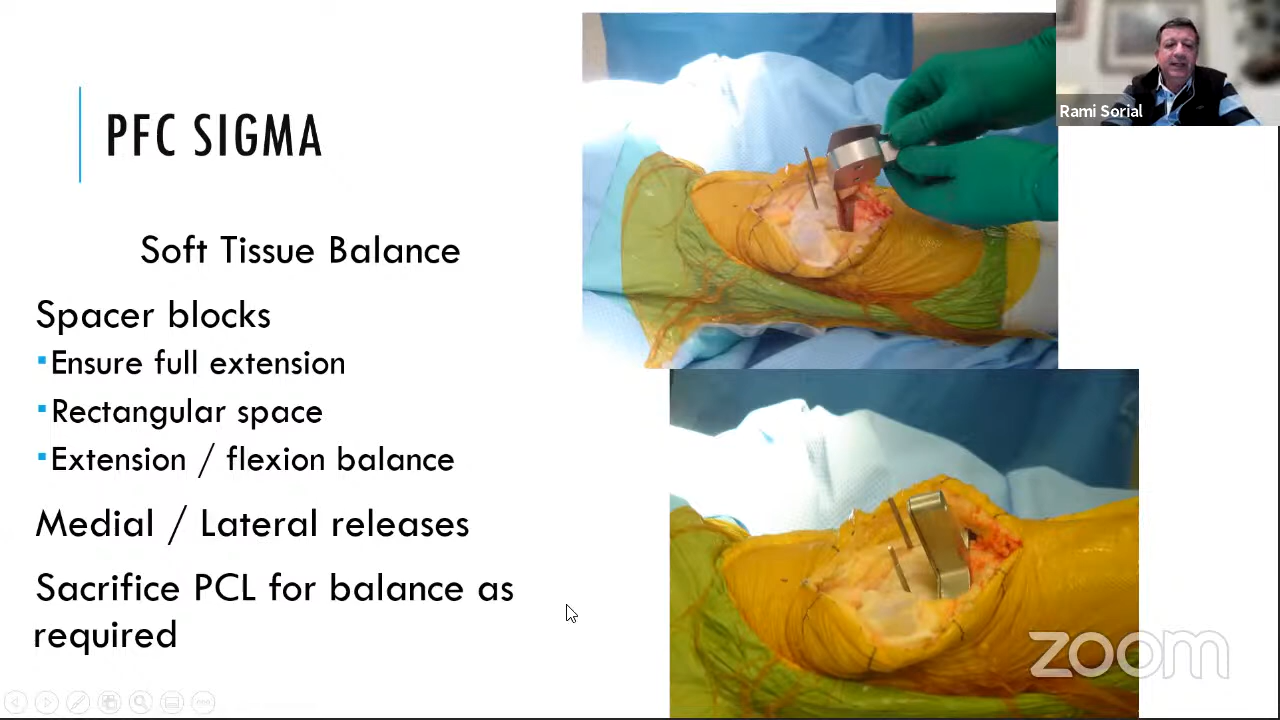 PFC SIGMA
Rami Sorial
Soft Tissue Balance
Spacer blocks
▪Ensure full extension
▪Rectangular space
▪Extension / flexion balance
Medial / Lateral releases
Sacrifice PCL for balance as
required
zoom